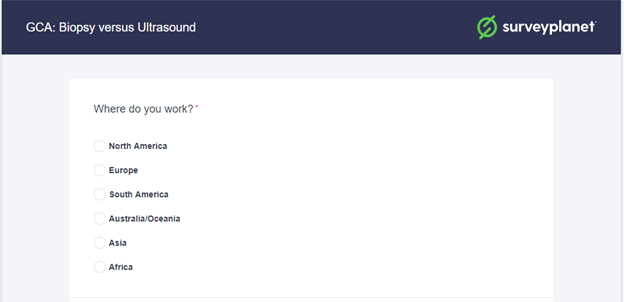 GCA: Biopsy versus Ultrasound
surveyplanet
Where do you work? *
North America
Europe
South America
Australia/Oceania
Asia
Africa